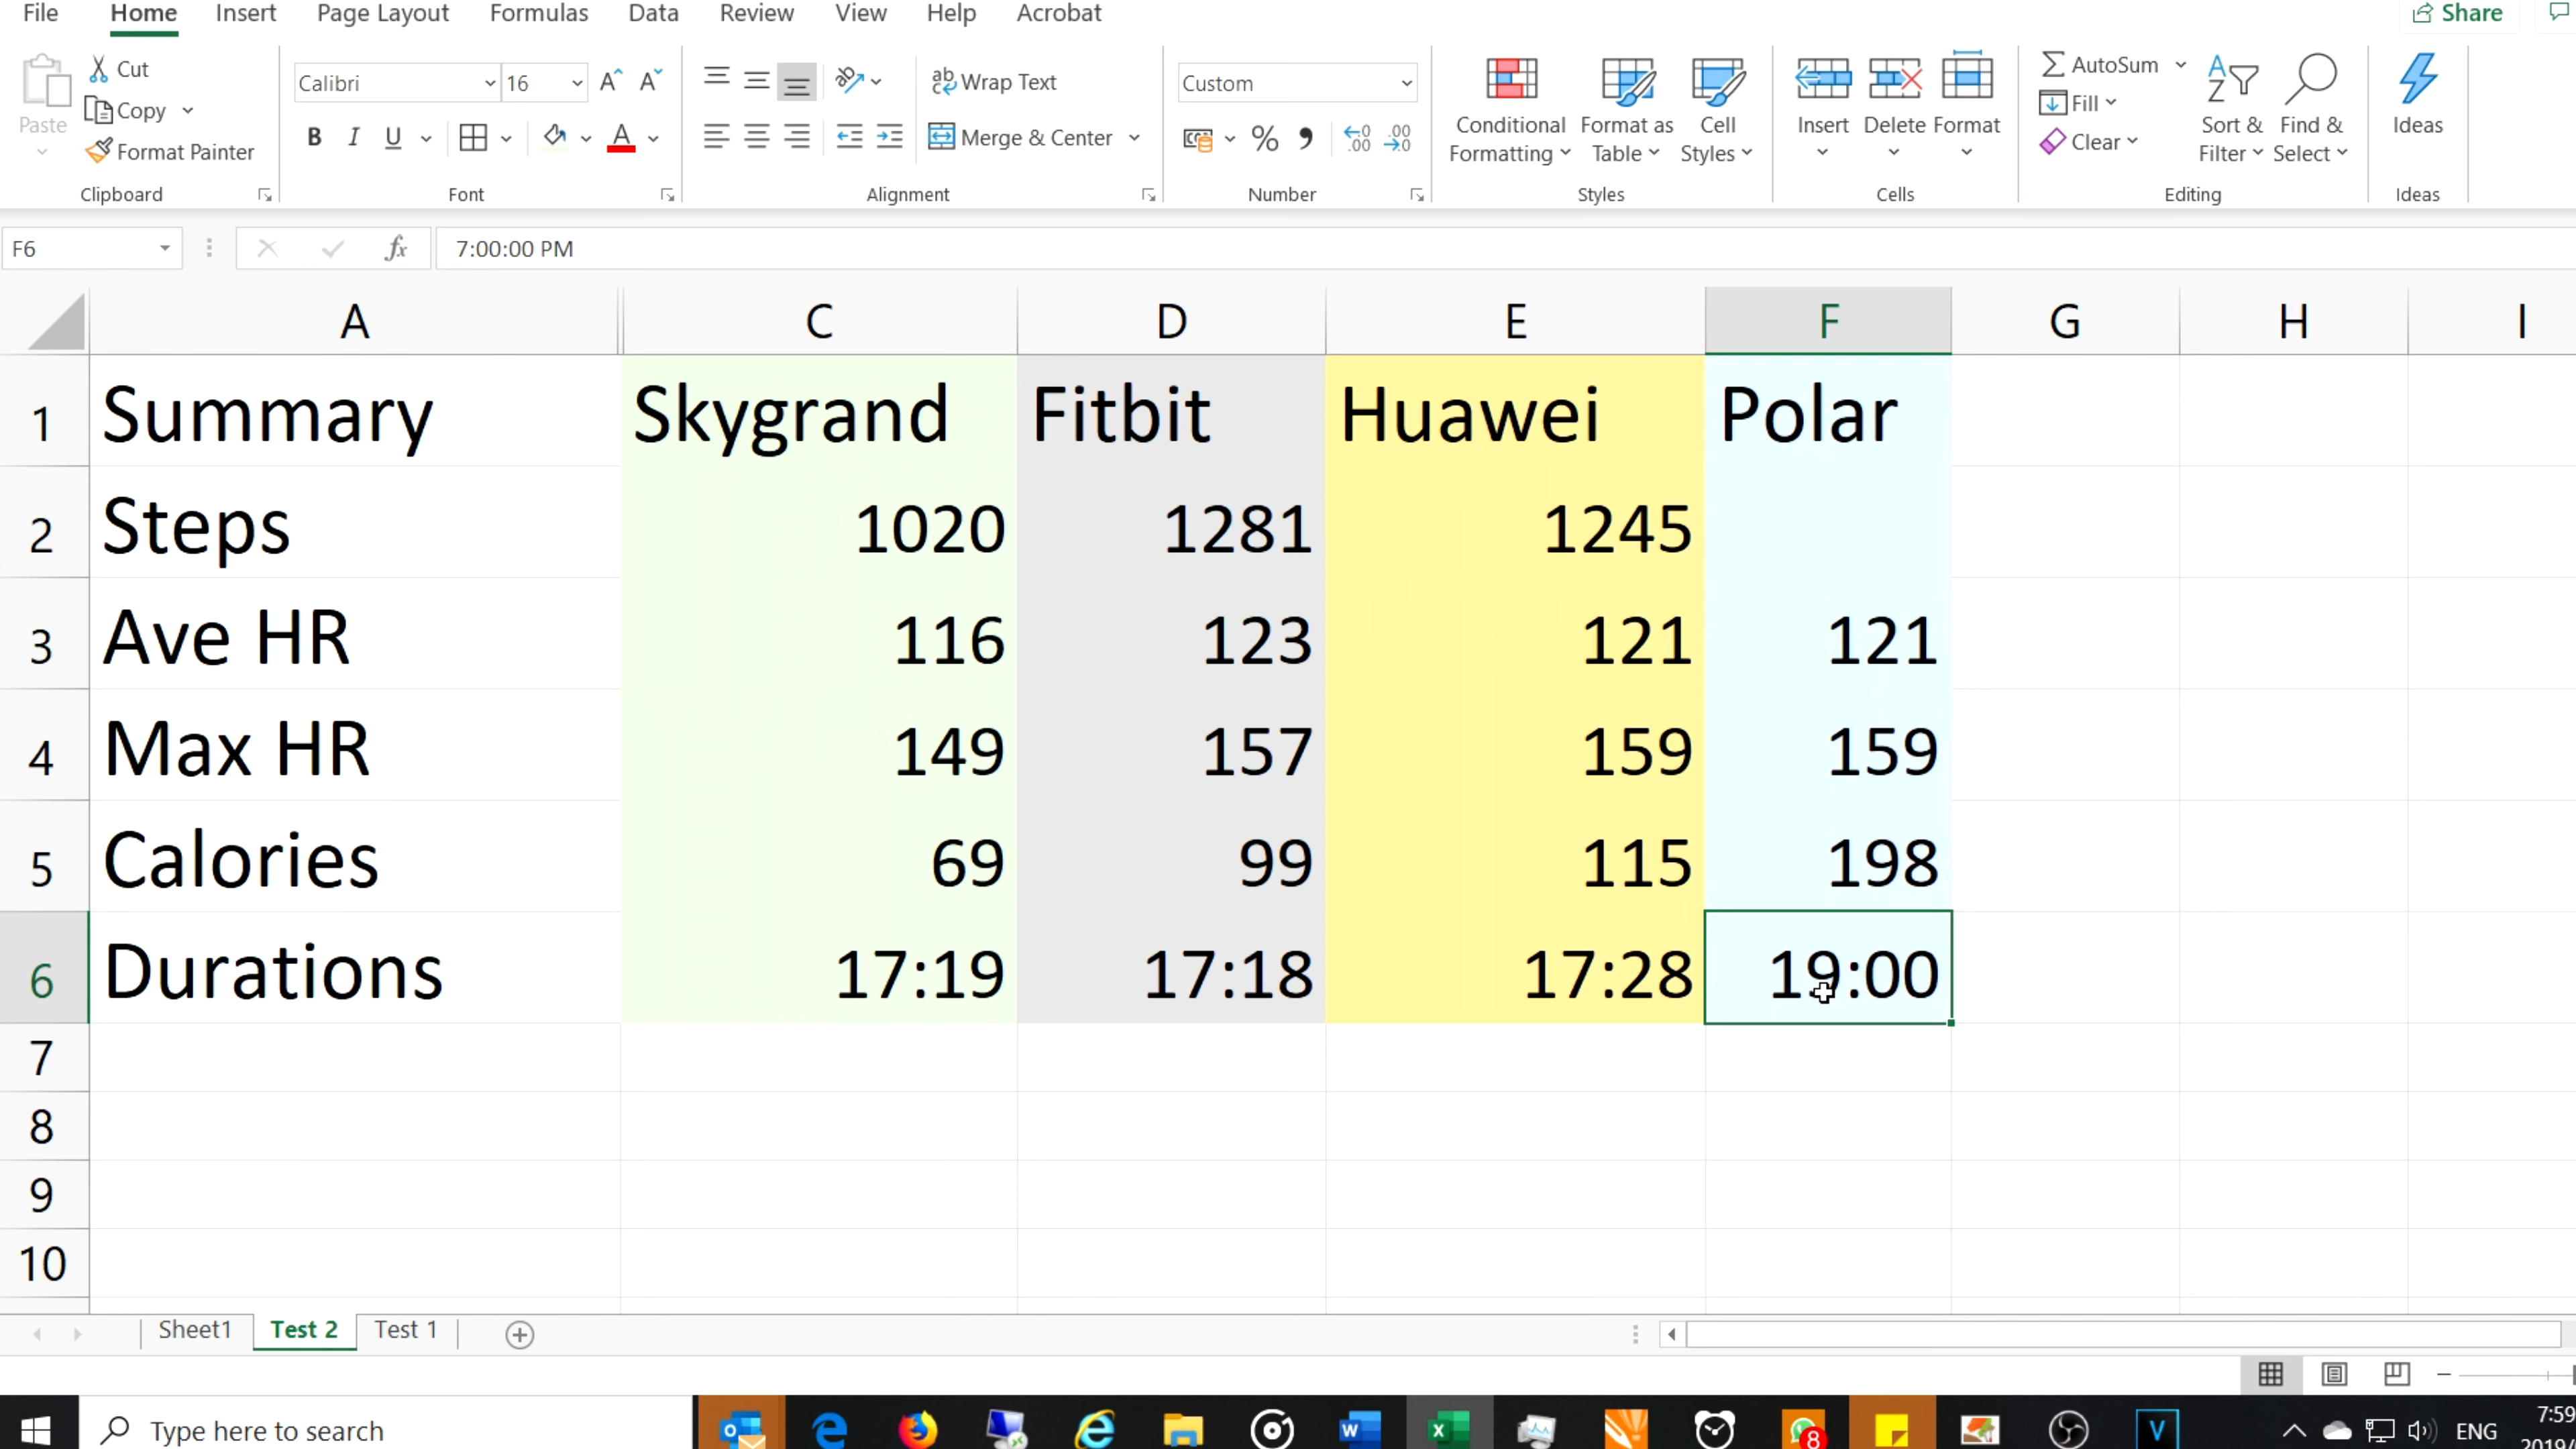 File Home Insert Page Layout Formulas Data Review View Help Acrobat Share
Cut
Copy
Paste
Format Painter
Clipboard
Calibri 16
B I U A
Font
Wrap Text
Merge & Center
Alignment
Custom
Number
Conditional Formatting
Format as Table
Cell Styles
Styles
Insert Delete Format
Cells
AutoSum
Fill
Clear
Sort & Filter
Find & Select
Editing
Ideas
Ideas
F6 fx 7:00:00 PM
A C D E F G H I
1 Summary Skygrand Fitbit Huawei Polar
2 Steps 1020 1281 1245
3 Ave HR 116 123 121 121
4 Max HR 149 157 159 159
5 Calories 69 99 115 198
6 Durations 17:19 17:18 17:28 19:00
7
8
9
10
Sheet1 Test 2 Test 1
Type here to search
8
ENG
7:59